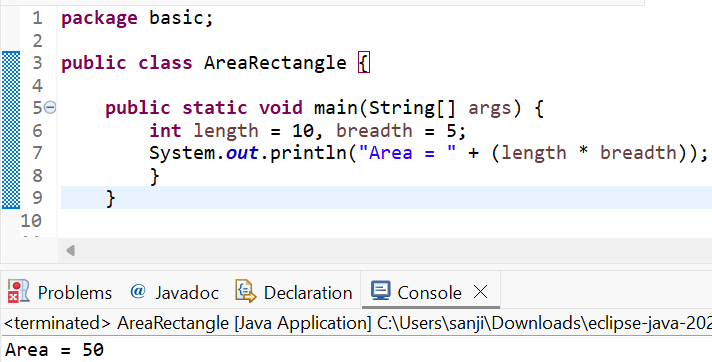 1 package basic;
2
3 public class AreaRectangle {
4
5 public static void main(String[] args) {
6 int length = 10, breadth = 5;
7 System.out.println("Area = " + (length * breadth));
8 }
9 }
10
Problems @ Javadoc Declaration Console
<terminated> AreaRectangle [Java Application] C:\Users\sanji\Downloads\eclipse-java-202
Area = 50